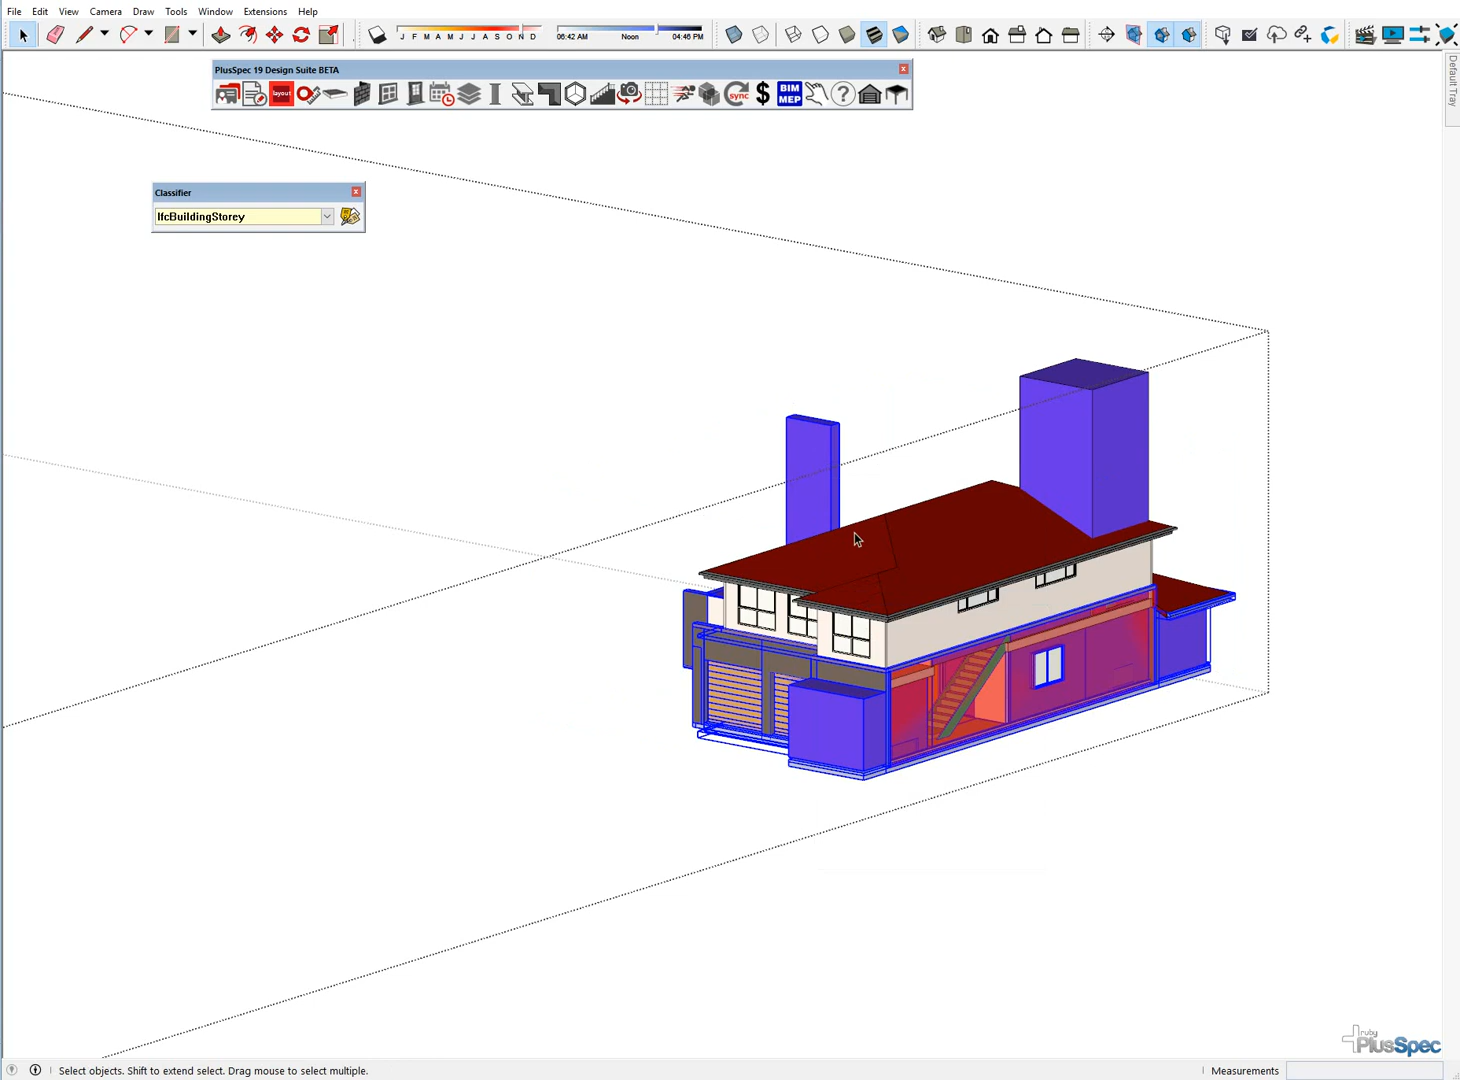 File Edit View Camera Draw Tools Window Extensions Help
J F M A M J J A S O N D
06:42 AM Noon 04:46 PM
PlusSpec 19 Design Suite BETA
layout
sync
$
BIM
MEP
?
Default Tray
Classifier
IfcBuildingStorey
ruby
PlusSpec
Select objects. Shift to extend select. Drag mouse to select multiple.
Measurements